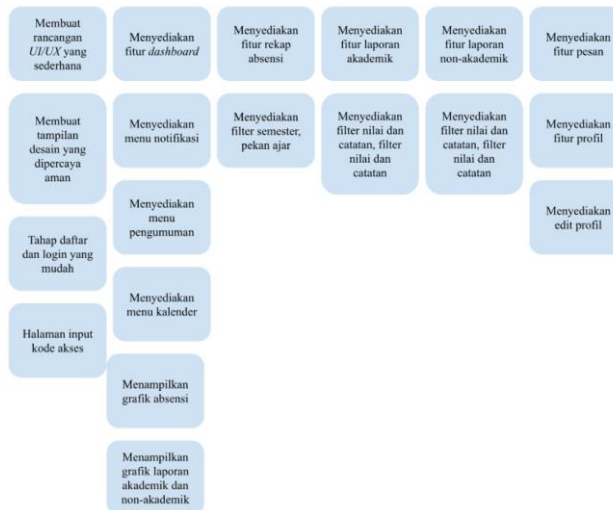 Membuat
rancangan
UI/UX yang
sederhana
Menyediakan
fitur dashboard
Menyediakan
fitur rekap
absensi
Menyediakan
fitur laporan
akademik
Menyediakan
fitur laporan
non-akademik
Menyediakan
fitur pesan
Membuat
tampilan
desain yang
dipercaya
aman
Menyediakan
menu notifikasi
Menyediakan
filter semester,
pekan ajar
Menyediakan
filter nilai dan
catatan, filter
nilai dan
catatan
Menyediakan
filter nilai dan
catatan, filter
nilai dan
catatan
Menyediakan
fitur profil
Tahap daftar
dan login yang
mudah
Menyediakan
menu
pengumuman
Menyediakan
edit profil
Halaman input
kode akses
Menyediakan
menu kalender
Menampilkan
grafik absensi
Menampilkan
grafik laporan
akademik dan
non-akademik